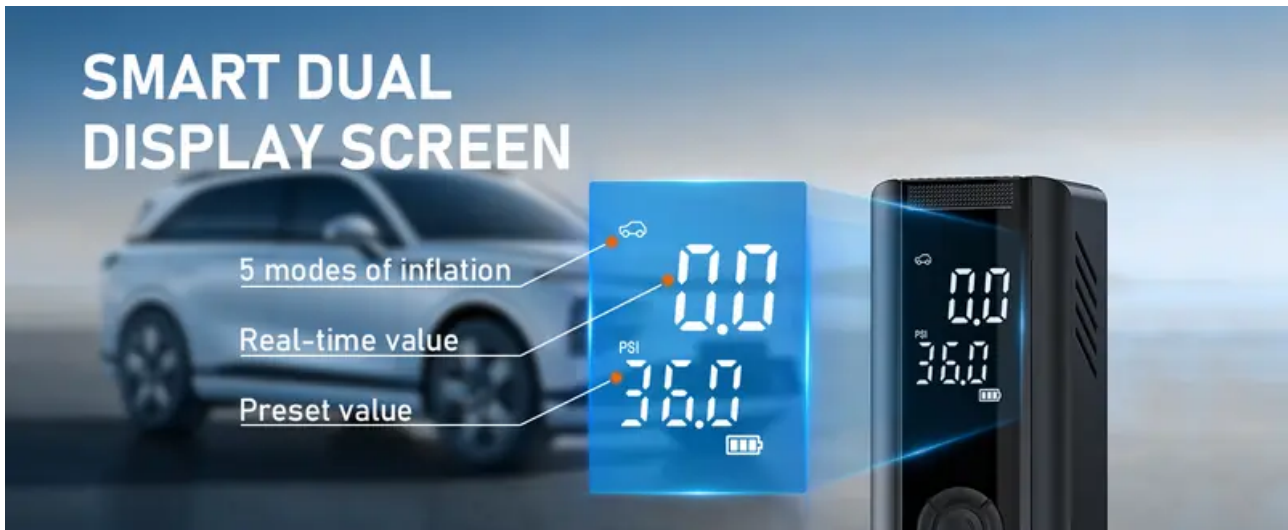 SMART DUAL
DISPLAY SCREEN
5 modes of inflation
Real-time value
Preset value
0.0
PSI
36.0
0.0
PSI
36.0